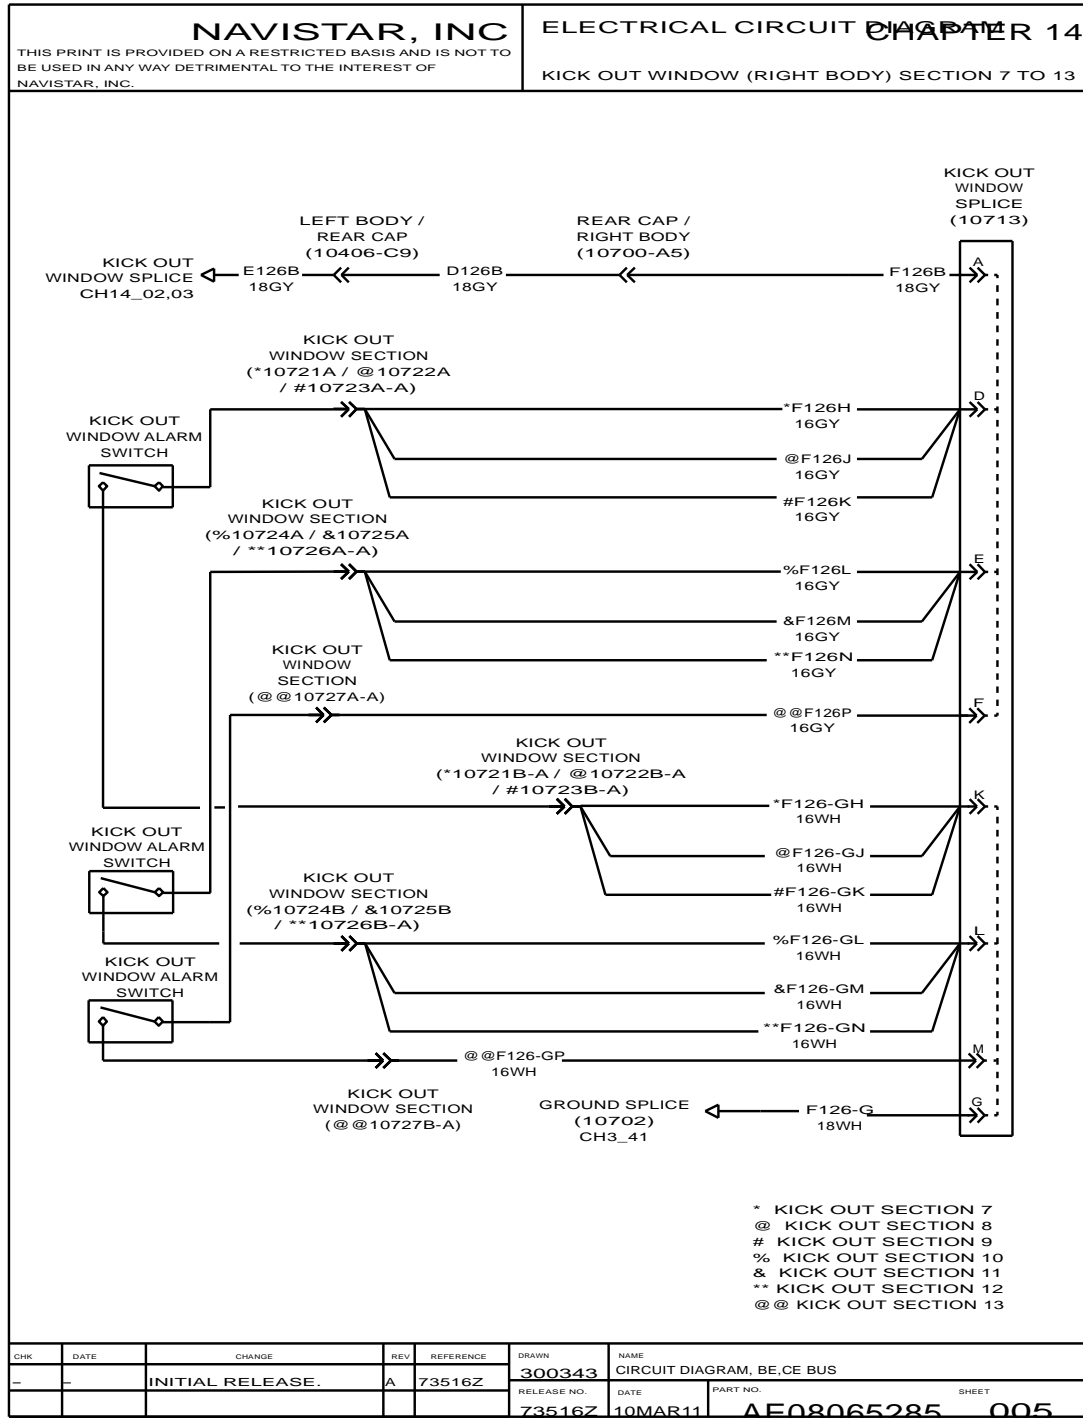 NAVISTAR, INC
THIS PRINT IS PROVIDED ON A RESTRICTED BASIS AND IS NOT TO
BE USED IN ANY WAY DETRIMENTAL TO THE INTEREST OF
NAVISTAR, INC.
ELECTRICAL CIRCUIT DIAGRAM
CHAPTER 14
KICK OUT WINDOW (RIGHT BODY) SECTION 7 TO 13
KICK OUT
WINDOW
SPLICE
(10713)
LEFT BODY /
REAR CAP
(10406-C9)
REAR CAP /
RIGHT BODY
(10700-A5)
KICK OUT
WINDOW SPLICE
CH14_02,03
E126B
18GY
D126B
18GY
F126B
18GY
A
KICK OUT
WINDOW SECTION
(*10721A / @10722A
/ #10723A-A)
*F126H
16GY
D
KICK OUT
WINDOW ALARM
SWITCH
@F126J
16GY
#F126K
16GY
KICK OUT
WINDOW SECTION
(%10724A / &10725A
/ **10726A-A)
%F126L
16GY
E
&F126M
16GY
**F126N
16GY
KICK OUT
WINDOW
SECTION
(@@10727A-A)
@@F126P
16GY
F
KICK OUT
WINDOW SECTION
(*10721B-A / @10722B-A
/ #10723B-A)
*F126-GH
16WH
K
KICK OUT
WINDOW ALARM
SWITCH
@F126-GJ
16WH
#F126-GK
16WH
KICK OUT
WINDOW SECTION
(%10724B / &10725B
/ **10726B-A)
%F126-GL
16WH
L
KICK OUT
WINDOW ALARM
SWITCH
&F126-GM
16WH
**F126-GN
16WH
@@F126-GP
16WH
M
KICK OUT
WINDOW SECTION
(@@10727B-A)
GROUND SPLICE
(10702)
CH3_41
F126-G
18WH
G
* KICK OUT SECTION 7
@ KICK OUT SECTION 8
# KICK OUT SECTION 9
% KICK OUT SECTION 10
& KICK OUT SECTION 11
** KICK OUT SECTION 12
@@ KICK OUT SECTION 13
CHK DATE CHANGE REV REFERENCE
– – INITIAL RELEASE. A 73516Z
DRAWN
300343
NAME
CIRCUIT DIAGRAM, BE,CE BUS
RELEASE NO. DATE PART NO. SHEET
73516Z 10MAR11 AE08065285 005